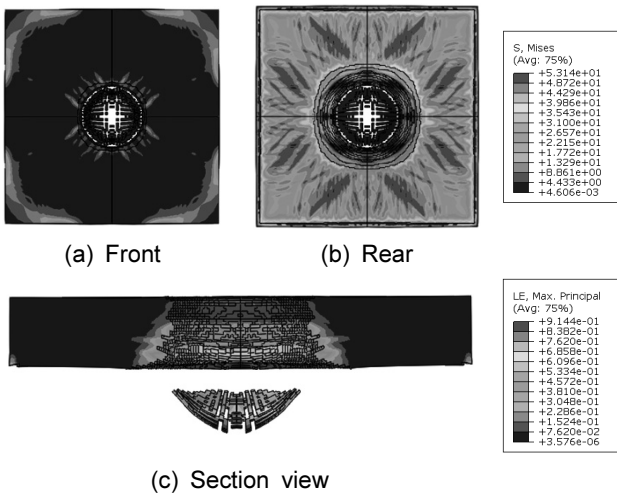 S, Mises
(Avg: 75%)
+5.314e+01
+4.872e+01
+4.429e+01
+3.986e+01
+3.543e+01
+3.100e+01
+2.657e+01
+2.215e+01
+1.772e+01
+1.329e+01
+8.861e+00
+4.433e+00
+4.606e-03
(a) Front
(b) Rear
LE, Max. Principal
(Avg: 75%)
+9.144e-01
+8.382e-01
+7.620e-01
+6.858e-01
+6.096e-01
+5.334e-01
+4.572e-01
+3.810e-01
+3.048e-01
+2.286e-01
+1.524e-01
+7.620e-02
+3.576e-06
(c) Section view